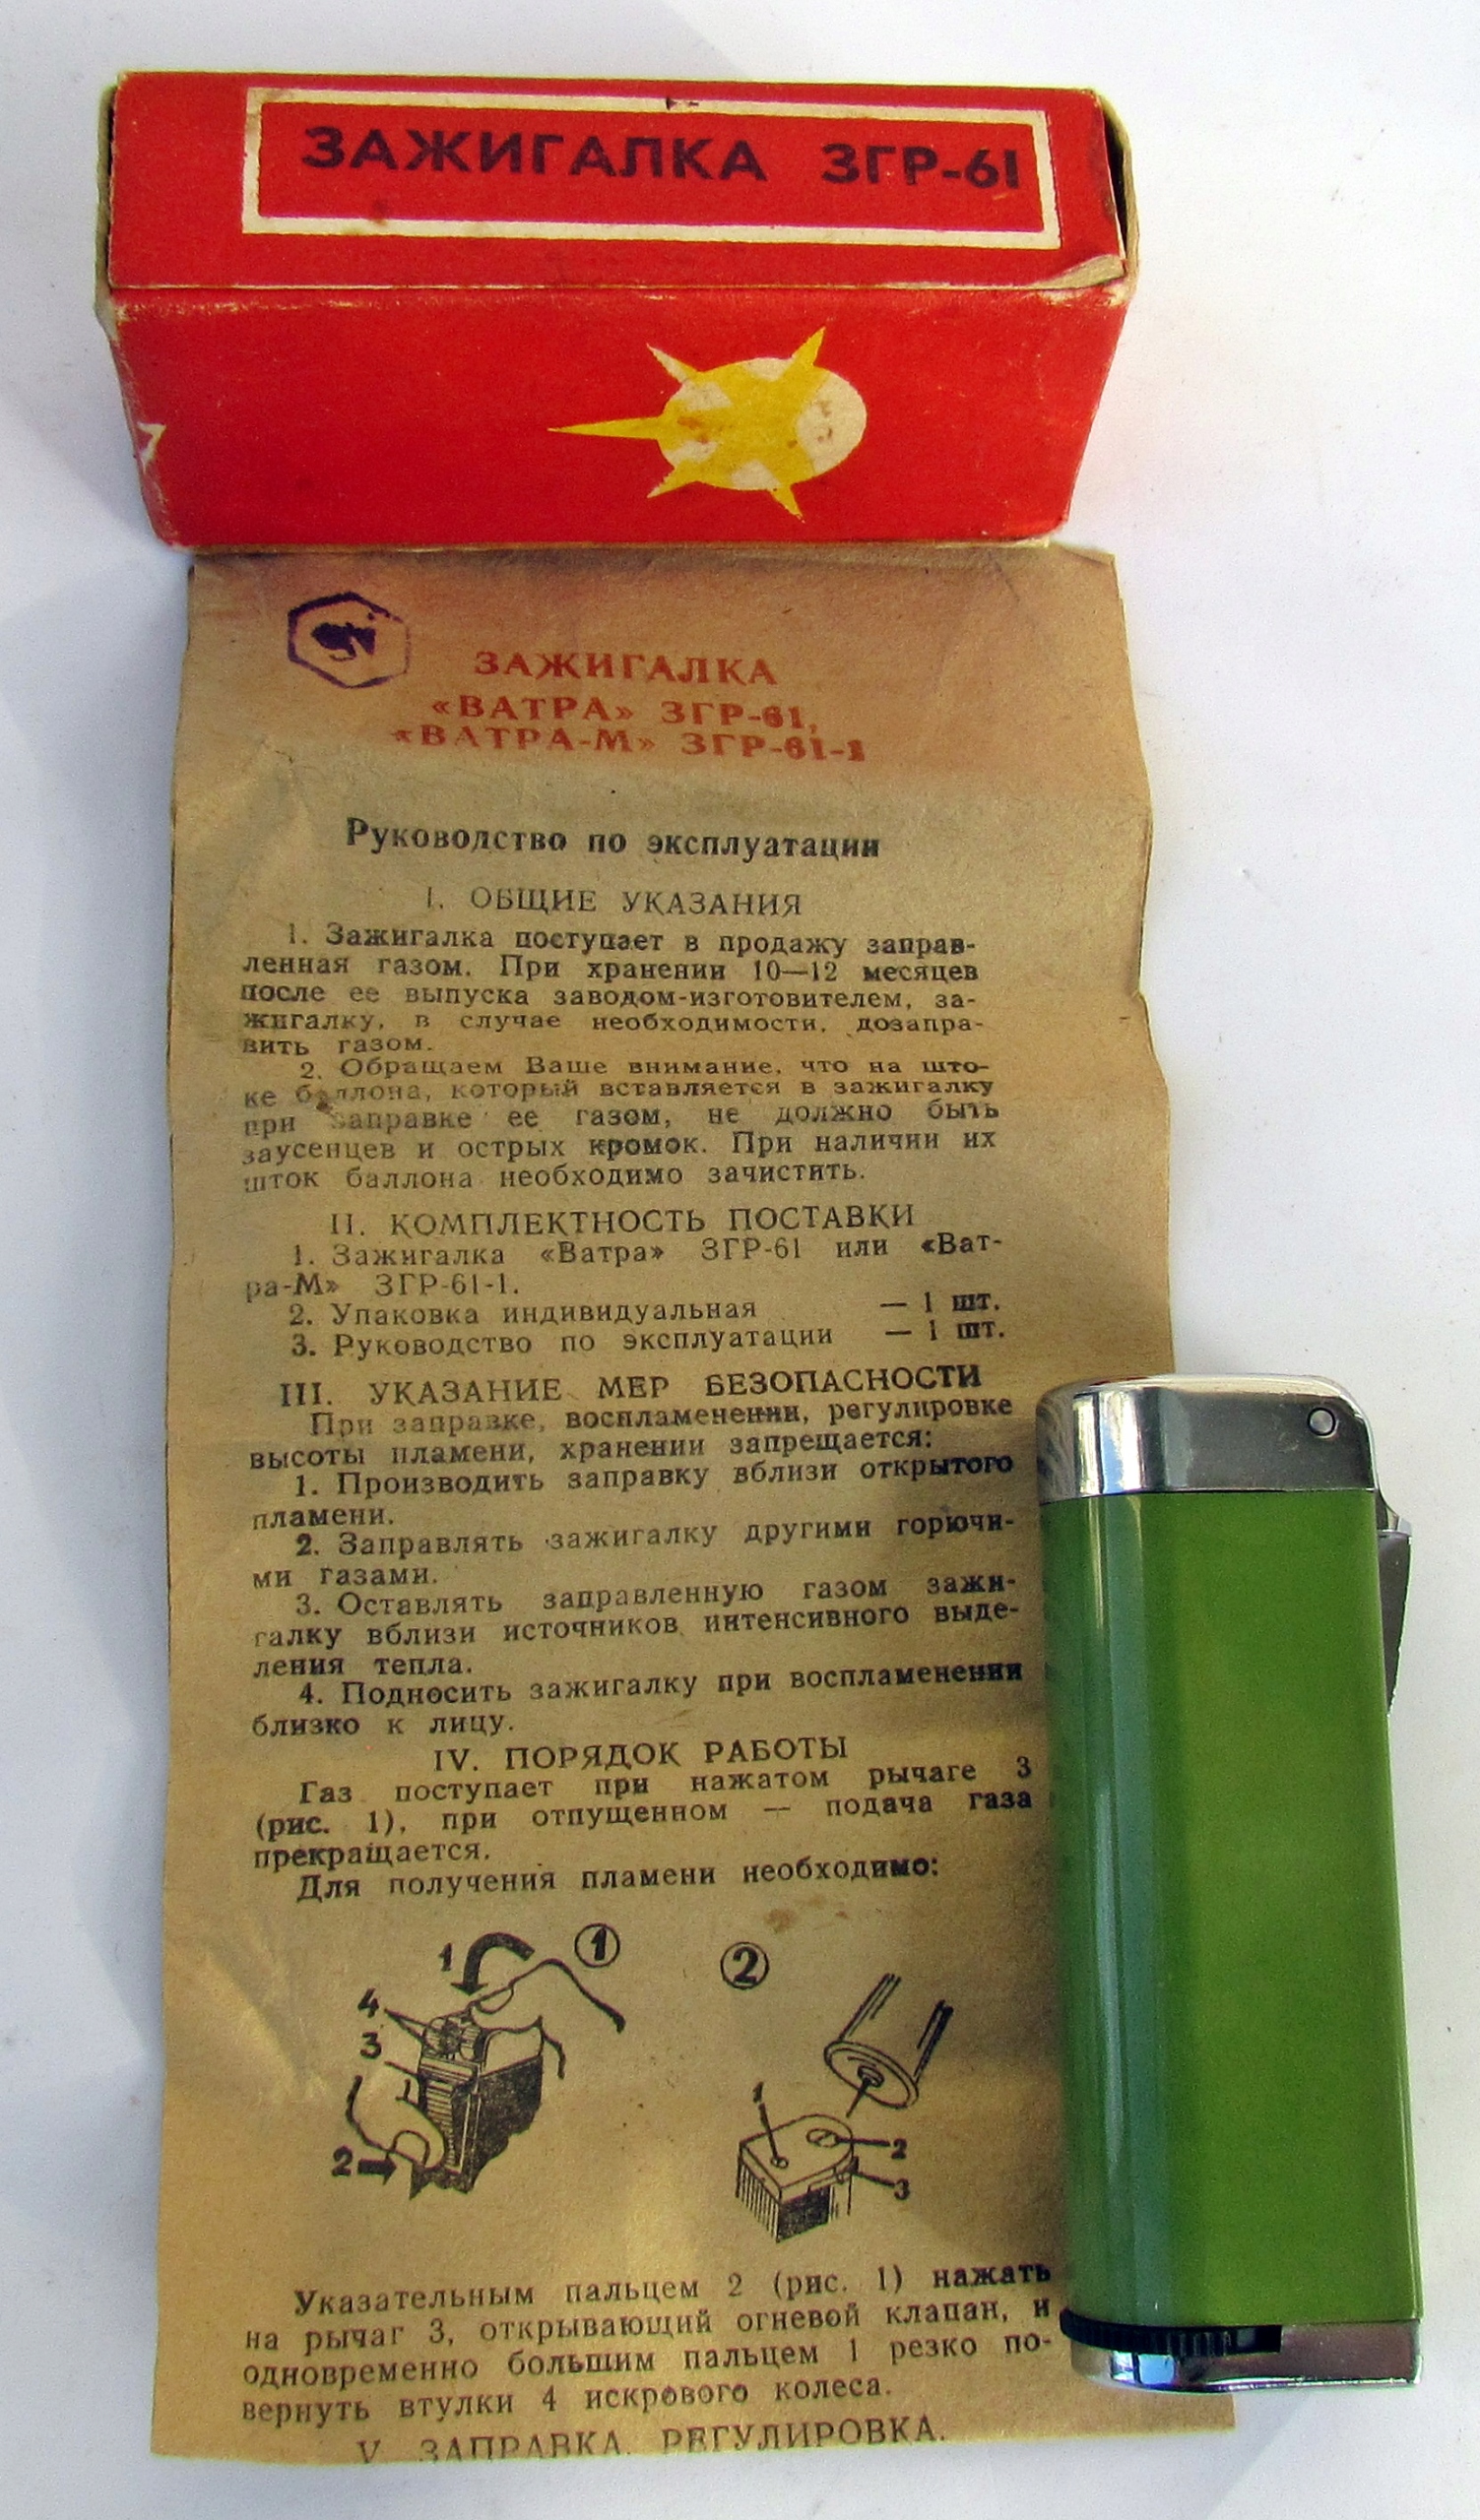 ЗАЖИГАЛКА ЗГР-61
ЗАЖИГАЛКА
«ВАТРА» ЗГР-61,
«ВАТРА-М» ЗГР-61-1
Руководство по эксплуатации
I. ОБЩИЕ УКАЗАНИЯ
1. Зажигалка поступает в продажу заправ-
ленная газом. При хранении 10—12 месяцев
после ее выпуска заводом-изготовителем, за-
жигалку, в случае необходимости, дозапра-
вить газом.
2. Обращаем Ваше внимание, что на што-
ке баллона, который вставляется в зажигалку
при заправке ее газом, не должно быть
заусенцев и острых кромок. При наличии их
шток баллона необходимо зачистить.
II. КОМПЛЕКТНОСТЬ ПОСТАВКИ
1. Зажигалка «Ватра» ЗГР-61 или «Ват-
ра-М» ЗГР-61-1.
2. Упаковка индивидуальная — 1 шт.
3. Руководство по эксплуатации — 1 шт.
III. УКАЗАНИЕ МЕР БЕЗОПАСНОСТИ
При заправке, воспламенении, регулировке
высоты пламени, хранении запрещается:
1. Производить заправку вблизи открытого
пламени.
2. Заправлять зажигалку другими горючи-
ми газами.
3. Оставлять заправленную газом зажи-
галку вблизи источников интенсивного выде-
ления тепла.
4. Подносить зажигалку при воспламенении
близко к лицу.
IV. ПОРЯДОК РАБОТЫ
Газ поступает при нажатом рычаге 3
(рис. 1), при отпущенном — подача газа
прекращается.
Для получения пламени необходимо:
1 1
4
3
2
2
1
2
3
Указательным пальцем 2 (рис. 1) нажать
на рычаг 3, открывающий огневой клапан, и
одновременно большим пальцем 1 резко по-
вернуть втулки 4 искрового колеса.
V. ЗАПРАВКА, РЕГУЛИРОВКА.